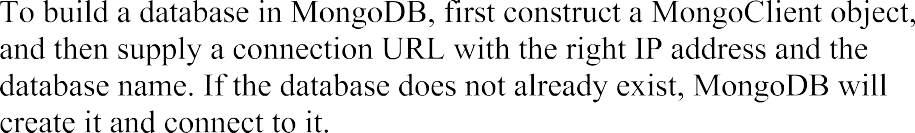 To build a database in MongoDB, first construct a MongoClient object,
and then supply a connection URL with the right IP address and the
database name. If the database does not already exist, MongoDB will
create it and connect to it.